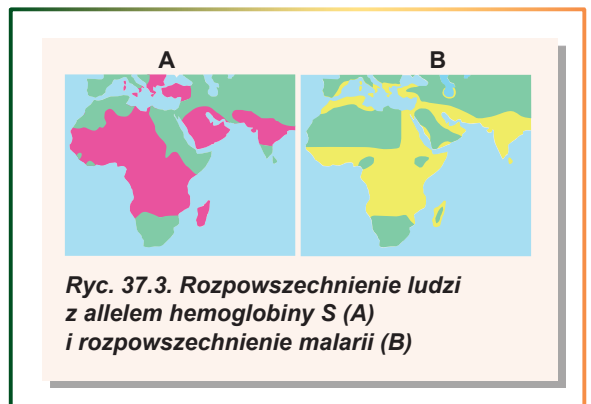 A B
Ryc. 37.3. Rozpowszechnienie ludzi
z allelem hemoglobiny S (A)
i rozpowszechnienie malarii (B)